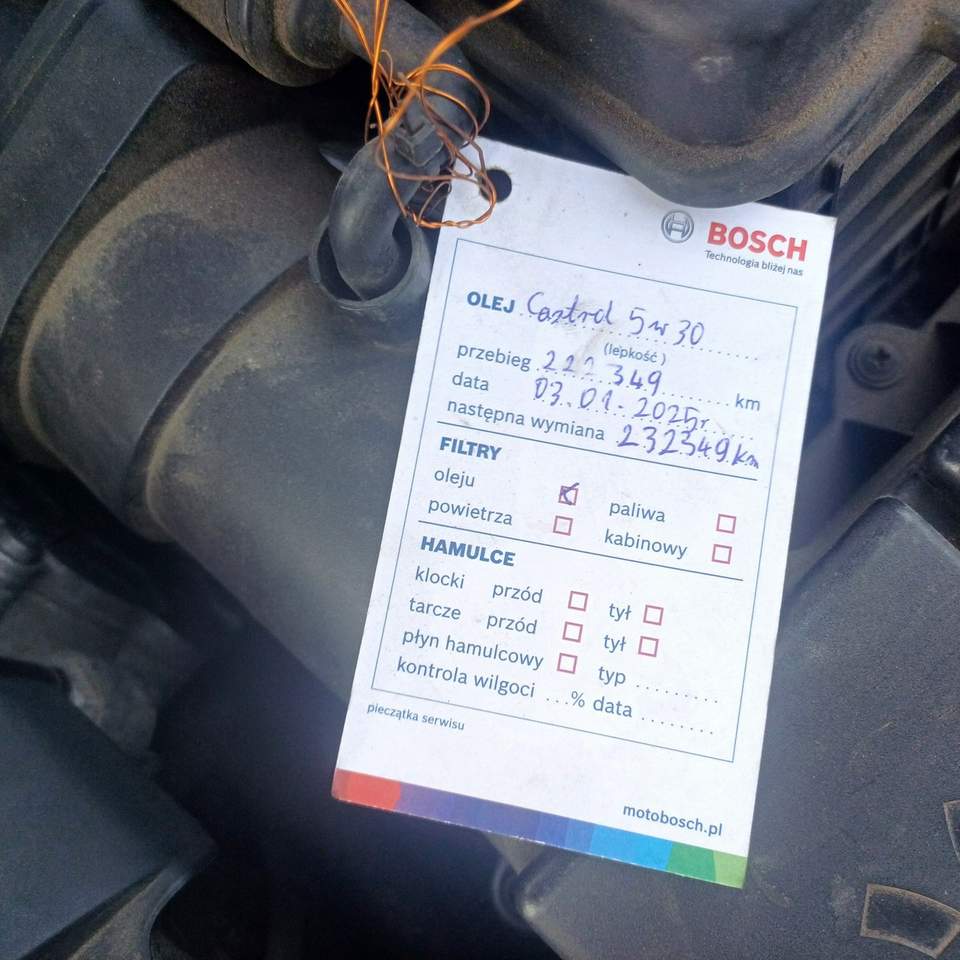 BOSCH
Technologia bliżej nas
OLEJ Castrol 5w30
(lepkość)
przebieg 222 349 km
data 03.01.2025r
następna wymiana 232349 km
FILTRY
oleju paliwa
powietrza kabinowy
HAMULCE
klocki przód tył
tarcze przód tył
płyn hamulcowy typ ..........
kontrola wilgoci ....% data ..........
pieczątka serwisu
motobosch.pl